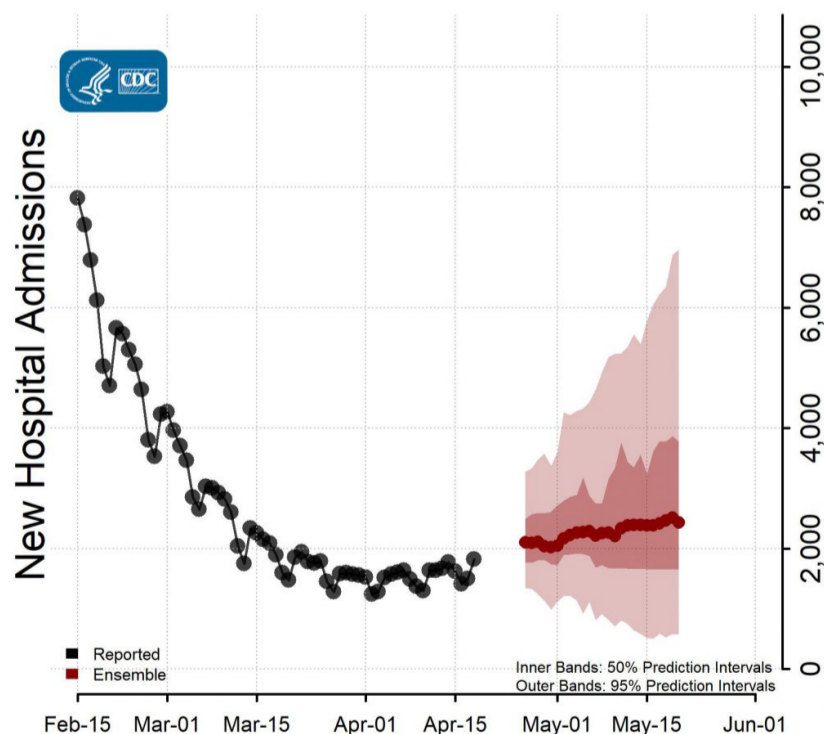 CDC
New Hospital Admissions
10,000
8,000
6,000
4,000
2,000
0
Reported
Ensemble
Inner Bands: 50% Prediction Intervals
Outer Bands: 95% Prediction Intervals
Feb-15 Mar-01 Mar-15 Apr-01 Apr-15 May-01 May-15 Jun-01